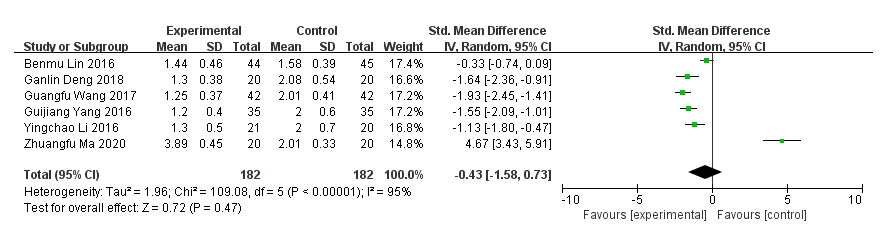 Experimental Control Std. Mean Difference Std. Mean Difference
Study or Subgroup Mean SD Total Mean SD Total Weight IV, Random, 95% CI IV, Random, 95% CI
Benmu Lin 2016 1.44 0.46 44 1.58 0.39 45 17.4% -0.33 [-0.74, 0.09]
Ganlin Deng 2018 1.3 0.38 20 2.08 0.54 20 16.6% -1.64 [-2.36, -0.91]
Guangfu Wang 2017 1.25 0.37 42 2.01 0.41 42 17.2% -1.93 [-2.45, -1.41]
Guijiang Yang 2016 1.2 0.4 35 2 0.6 35 17.2% -1.55 [-2.09, -1.01]
Yingchao Li 2016 1.3 0.5 21 2 0.7 20 16.8% -1.13 [-1.80, -0.47]
Zhuangfu Ma 2020 3.89 0.45 20 2.01 0.33 20 14.8% 4.67 [3.43, 5.91]
Total (95% CI) 182 182 100.0% -0.43 [-1.58, 0.73]
Heterogeneity: Tau² = 1.96; Chi² = 109.08, df = 5 (P < 0.00001); I² = 95%
Test for overall effect: Z = 0.72 (P = 0.47)
-10 -5 0 5 10
Favours [experimental] Favours [control]